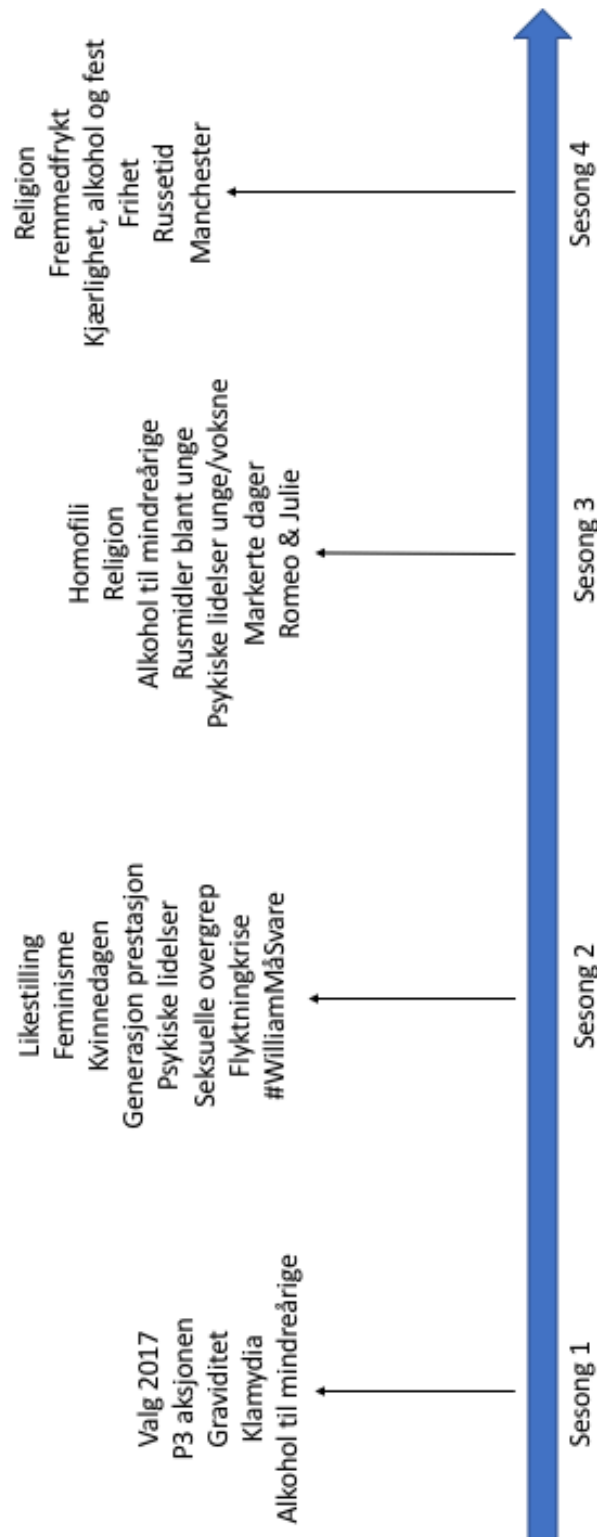 Valg 2017
P3 aksjonen
Graviditet
Klamydia
Alkohol til mindreårige
Sesong 1
Likestilling
Feminisme
Kvinnedagen
Generasjon prestasjon
Psykiske lidelser
Seksuelle overgrep
Flyktningkrise
#WilliamMåSvare
Sesong 2
Homofili
Religion
Alkohol til mindreårige
Rusmidler blant unge
Psykiske lidelser unge/voksne
Markerte dager
Romeo & Julie
Sesong 3
Religion
Fremmedfrykt
Kjærlighet, alkohol og fest
Frihet
Russetid
Manchester
Sesong 4